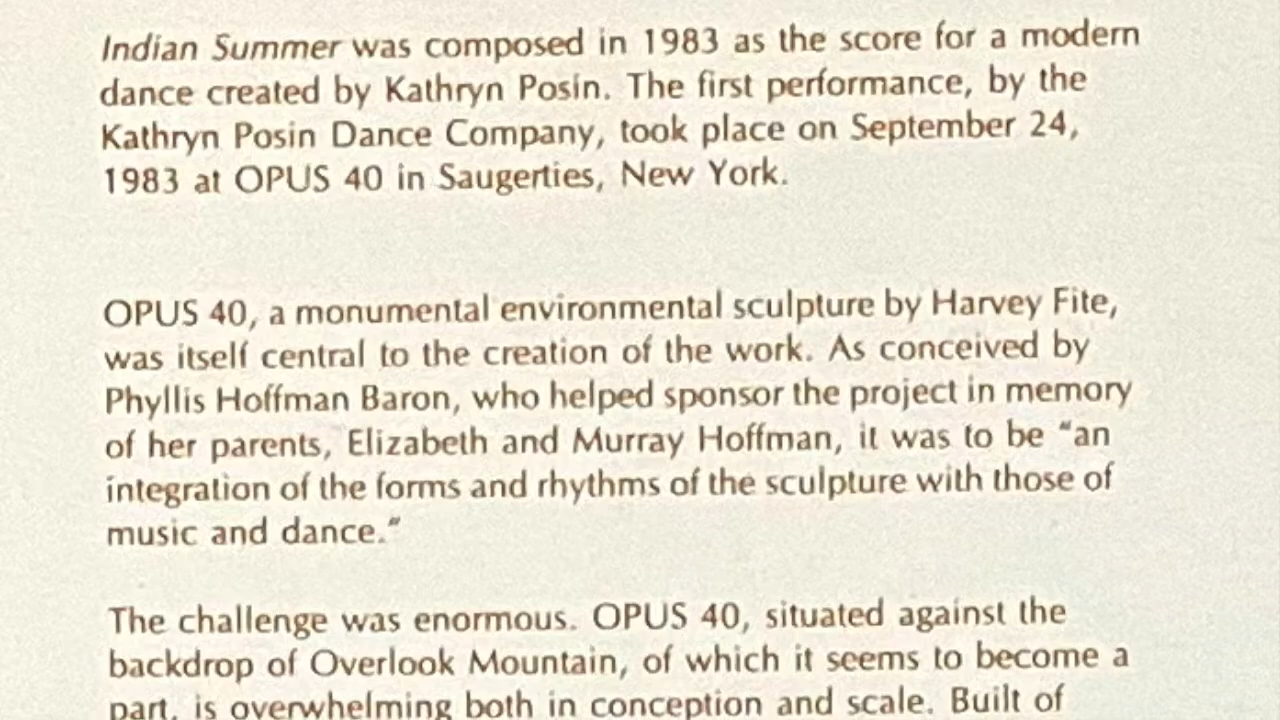 Indian Summer was composed in 1983 as the score for a modern
dance created by Kathryn Posin. The first performance, by the
Kathryn Posin Dance Company, took place on September 24,
1983 at OPUS 40 in Saugerties, New York.
OPUS 40, a monumental environmental sculpture by Harvey Fite,
was itself central to the creation of the work. As conceived by
Phyllis Hoffman Baron, who helped sponsor the project in memory
of her parents, Elizabeth and Murray Hoffman, it was to be “an
integration of the forms and rhythms of the sculpture with those of
music and dance.”
The challenge was enormous. OPUS 40, situated against the
backdrop of Overlook Mountain, of which it seems to become a
part, is overwhelming both in conception and scale. Built of